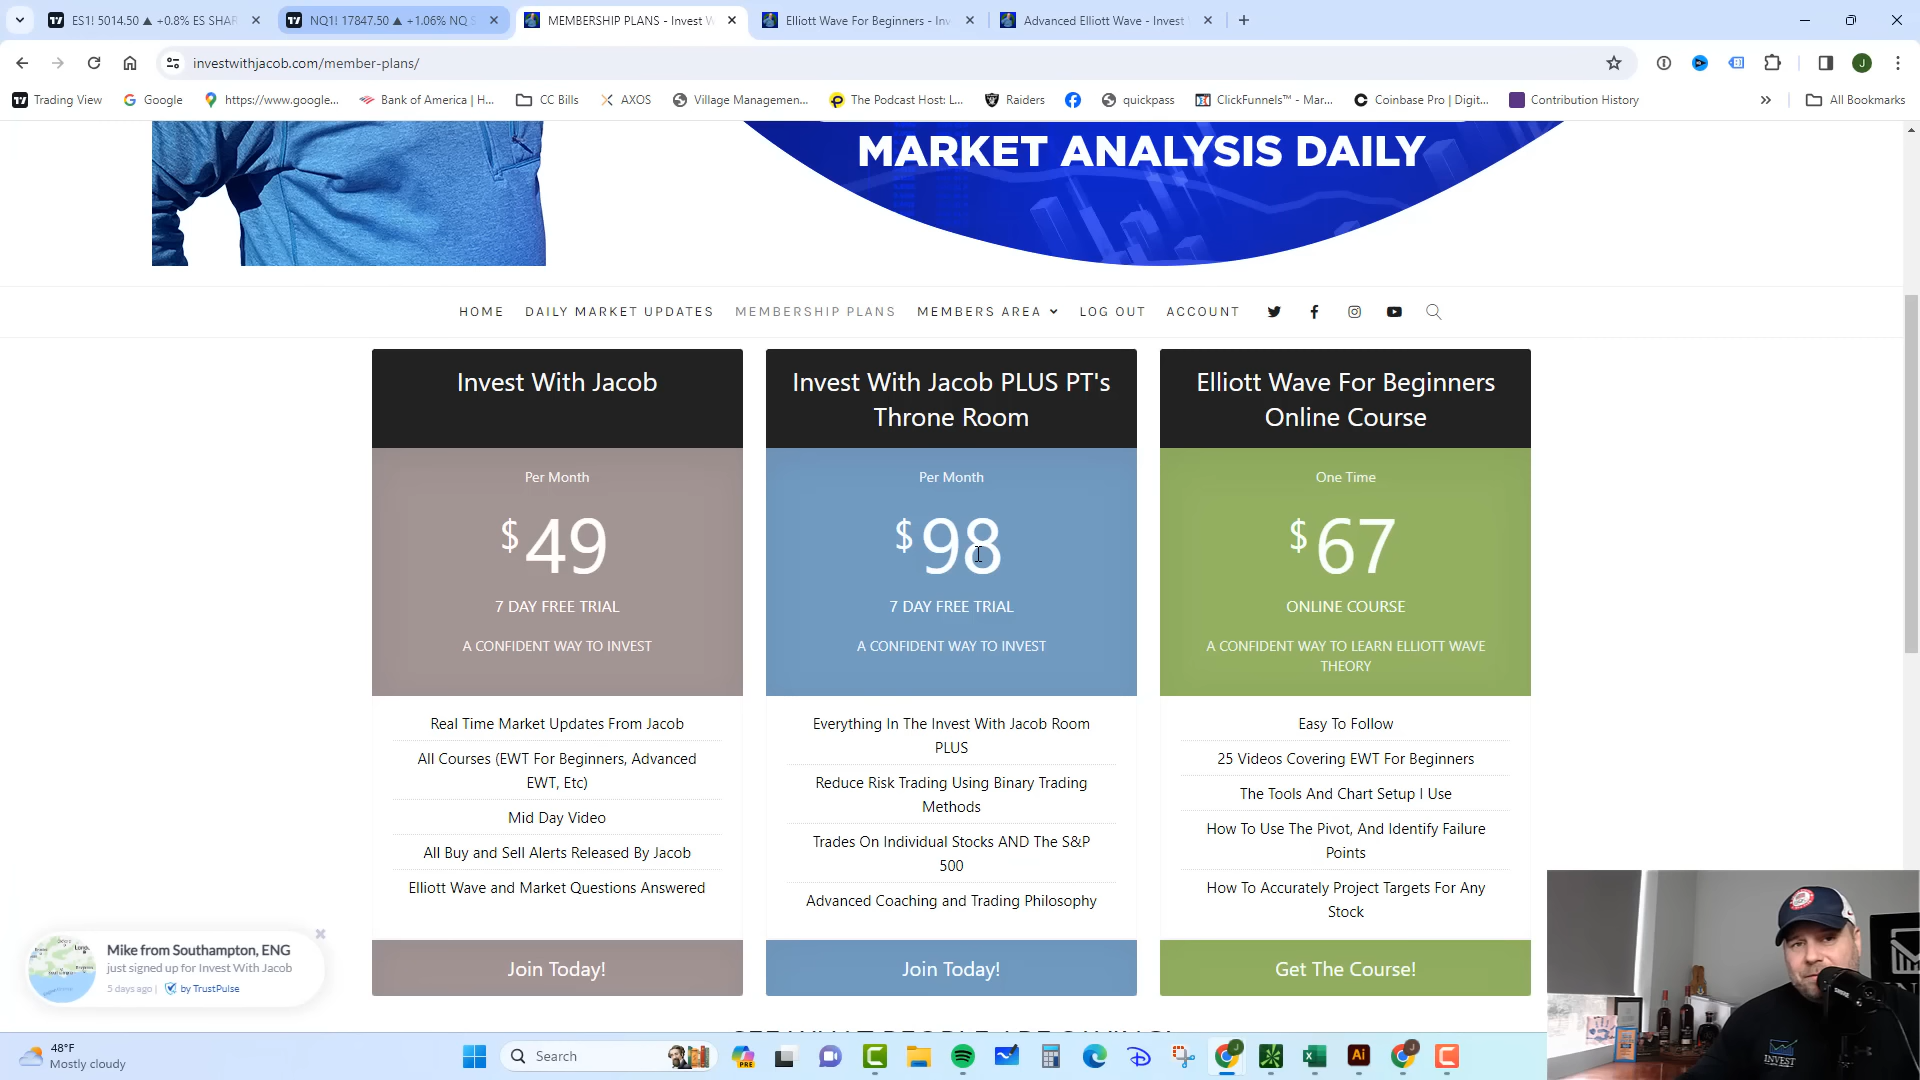 ES1! 5014.50 ▲ +0.8% ES SHAR
NQ1! 17847.50 ▲ +1.06% NQ
MEMBERSHIP PLANS - Invest W
Elliott Wave For Beginners - Inv
Advanced Elliott Wave - Invest
investwithjacob.com/member-plans/
J
Trading View
Google
https://www.google...
Bank of America | H...
CC Bills
AXOS
Village Managemen...
The Podcast Host: L...
Raiders
quickpass
ClickFunnels™ - Mar...
Coinbase Pro | Digit...
Contribution History
»
All Bookmarks
MARKET ANALYSIS DAILY
HOME
DAILY MARKET UPDATES
MEMBERSHIP PLANS
MEMBERS AREA
LOG OUT
ACCOUNT
Invest With Jacob
Per Month
$49
7 DAY FREE TRIAL
A CONFIDENT WAY TO INVEST
Real Time Market Updates From Jacob
All Courses (EWT For Beginners, Advanced
EWT, Etc)
Mid Day Video
All Buy and Sell Alerts Released By Jacob
Elliott Wave and Market Questions Answered
Join Today!
Invest With Jacob PLUS PT's
Throne Room
Per Month
$98
7 DAY FREE TRIAL
A CONFIDENT WAY TO INVEST
Everything In The Invest With Jacob Room
PLUS
Reduce Risk Trading Using Binary Trading
Methods
Trades On Individual Stocks AND The S&P
500
Advanced Coaching and Trading Philosophy
Join Today!
Elliott Wave For Beginners
Online Course
One Time
$67
ONLINE COURSE
A CONFIDENT WAY TO LEARN ELLIOTT WAVE
THEORY
Easy To Follow
25 Videos Covering EWT For Beginners
The Tools And Chart Setup I Use
How To Use The Pivot, And Identify Failure
Points
How To Accurately Project Targets For Any
Stock
Get The Course!
Mike from Southampton, ENG
just signed up for Invest With Jacob
5 days ago |
by TrustPulse
INVEST
48°F
Mostly cloudy
Search